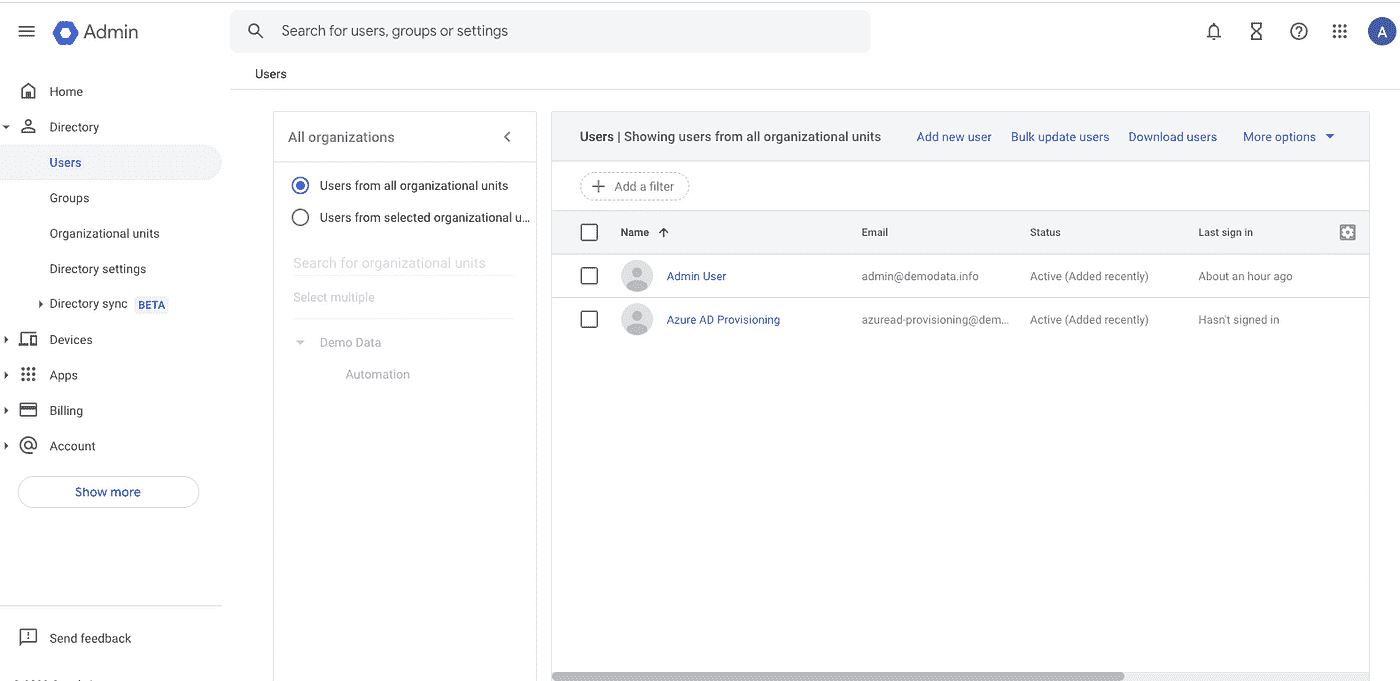 Admin
Search for users, groups or settings
A
Users
Home
Directory
Users
Groups
Organizational units
Directory settings
Directory sync BETA
Devices
Apps
Billing
Account
Show more
Send feedback
All organizations
Users from all organizational units
Users from selected organizational u...
Search for organizational units
Select multiple
Demo Data
Automation
Users | Showing users from all organizational units Add new user Bulk update users Download users More options
Add a filter
Name Email Status Last sign in
Admin User admin@demodata.info Active (Added recently) About an hour ago
Azure AD Provisioning azuread-provisioning@dem... Active (Added recently) Hasn't signed in